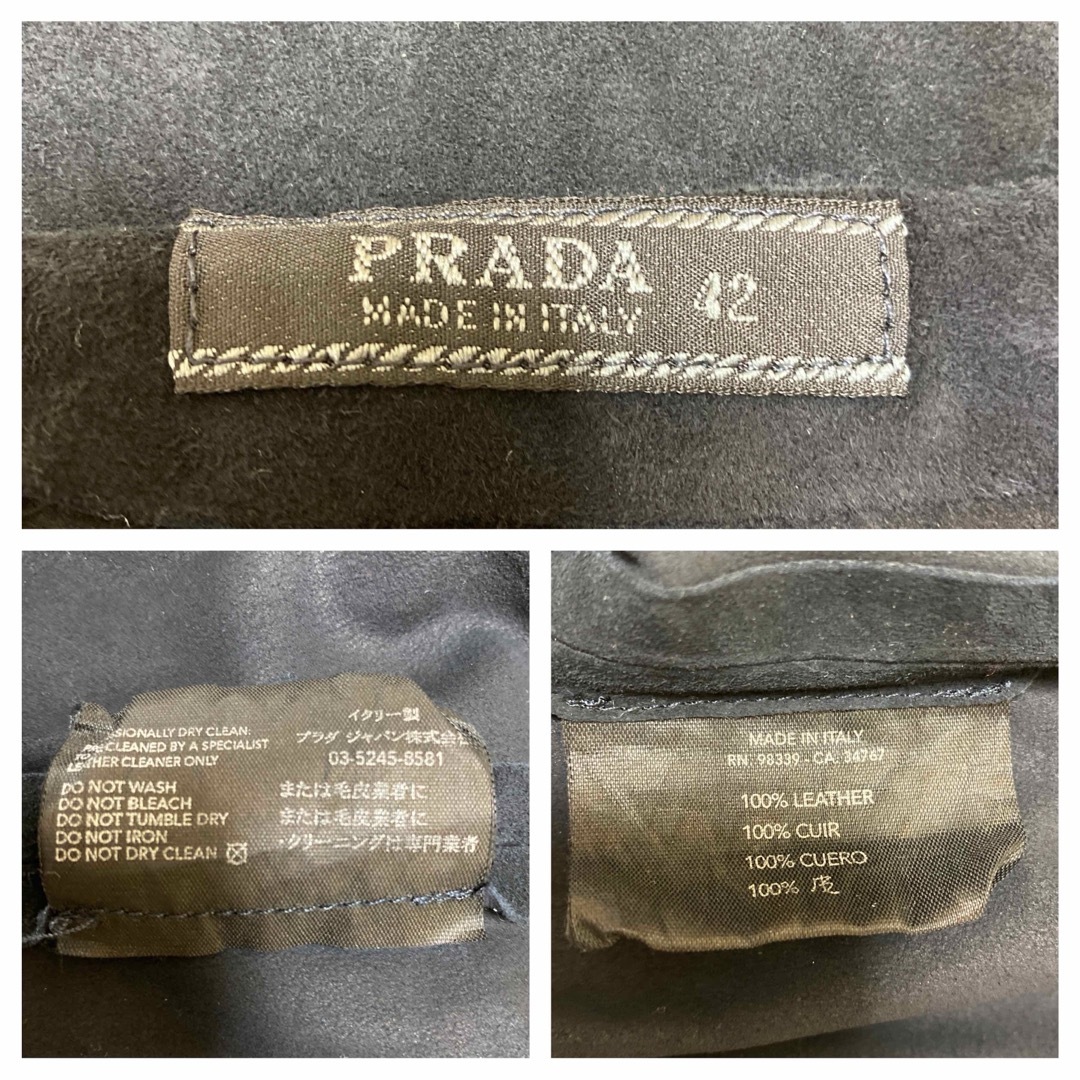 PRADA
MADE IN ITALY
42
SSIONALLY DRY CLEAN:
CLEANED BY A SPECIALIST
LEATHER CLEANER ONLY
DO NOT WASH
DO NOT BLEACH
DO NOT TUMBLE DRY
DO NOT IRON
DO NOT DRY CLEAN
イタリー製
プラダ ジャパン株式会
03-5245-8581
または毛皮業者に
または毛皮業者に
・クリーニングは専門業者
MADE IN ITALY
RN. 98339 - CA. 34767
100% LEATHER
100% CUIR
100% CUERO
100% 皮